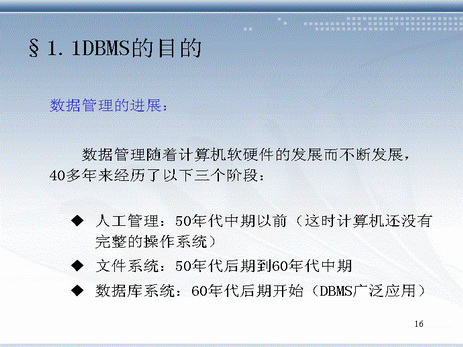 §1.1DBMS的目的
数据管理的进展：
数据管理随着计算机软硬件的发展而不断发展，
40多年来经历了以下三个阶段：
◆ 人工管理：50年代中期以前（这时计算机还没有
完整的操作系统）
◆ 文件系统：50年代后期到60年代中期
◆ 数据库系统：60年代后期开始（DBMS广泛应用）
16